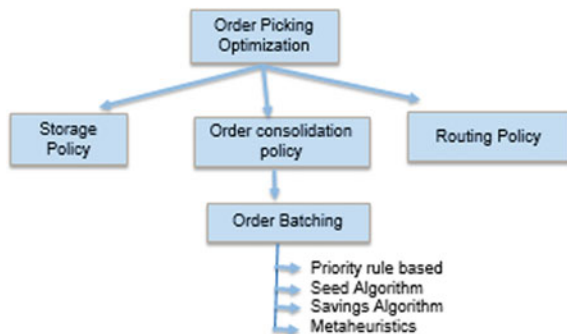 Order Picking
Optimization
Storage
Policy
Order consolidation
policy
Routing Policy
Order Batching
Priority rule based
Seed Algorithm
Savings Algorithm
Metaheuristics